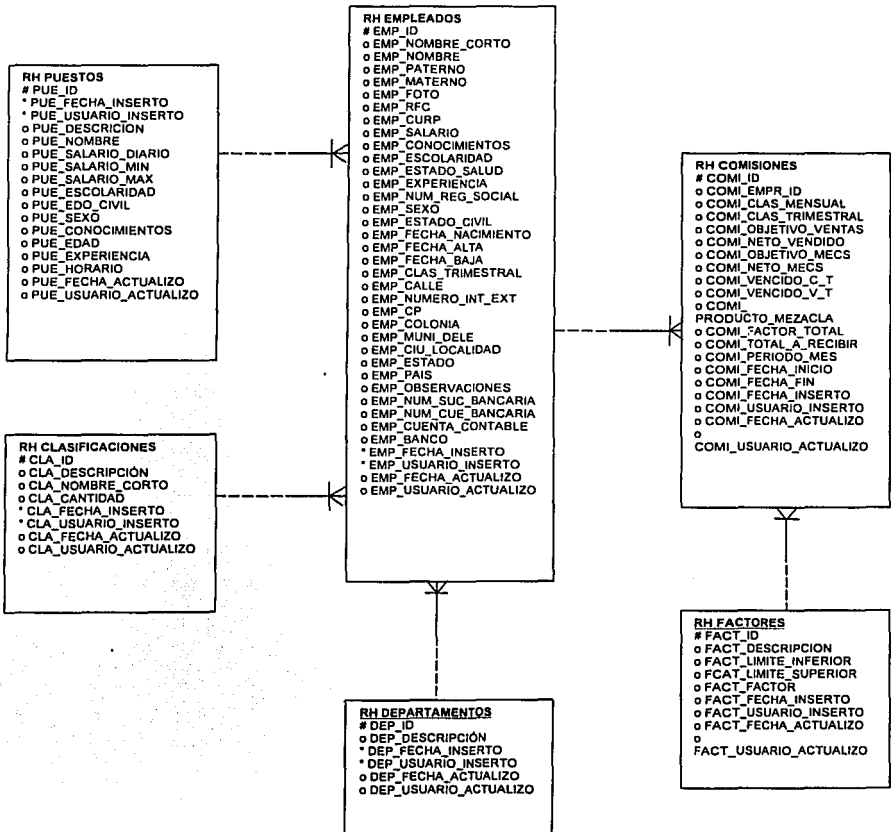 RH PUESTOS
# PUE_ID
* PUE_FECHA_INSERTO
* PUE_USUARIO_INSERTO
o PUE_DESCRICION
o PUE_NOMBRE
o PUE_SALARIO_DIARIO
o PUE_SALARIO_MIN
o PUE_SALARIO_MAX
o PUE_ESCOLARIDAD
o PUE_EDO_CIVIL
o PUE_SEXO
o PUE_CONOCIMIENTOS
o PUE_EDAD
o PUE_EXPERIENCIA
o PUE_HORARIO
o PUE_FECHA_ACTUALIZO
o PUE_USUARIO_ACTUALIZO
RH CLASIFICACIONES
# CLA_ID
o CLA_DESCRIPCIÓN
o CLA_NOMBRE_CORTO
o CLA_CANTIDAD
* CLA_FECHA_INSERTO
* CLA_USUARIO_INSERTO
o CLA_FECHA_ACTUALIZO
o CLA_USUARIO_ACTUALIZO
RH EMPLEADOS
# EMP_ID
o EMP_NOMBRE_CORTO
o EMP_NOMBRE
o EMP_PATERNO
o EMP_MATERNO
o EMP_FOTO
o EMP_RFC
o EMP_CURP
o EMP_SALARIO
o EMP_CONOCIMIENTOS
o EMP_ESCOLARIDAD
o EMP_ESTADO_SALUD
o EMP_EXPERIENCIA
o EMP_NUM_REG_SOCIAL
o EMP_SEXO
o EMP_ESTADO_CIVIL
o EMP_FECHA_NACIMIENTO
o EMP_FECHA_ALTA
o EMP_FECHA_BAJA
o EMP_CLAS_TRIMESTRAL
o EMP_CALLE
o EMP_NUMERO_INT_EXT
o EMP_CP
o EMP_COLONIA
o EMP_MUNI_DELE
o EMP_CIU_LOCALIDAD
o EMP_ESTADO
o EMP_PAIS
o EMP_OBSERVACIONES
o EMP_NUM_SUC_BANCARIA
o EMP_NUM_CUE_BANCARIA
o EMP_CUENTA_CONTABLE
o EMP_BANCO
* EMP_FECHA_INSERTO
* EMP_USUARIO_INSERTO
o EMP_FECHA_ACTUALIZO
o EMP_USUARIO_ACTUALIZO
RH DEPARTAMENTOS
# DEP_ID
o DEP_DESCRIPCIÓN
* DEP_FECHA_INSERTO
* DEP_USUARIO_INSERTO
o DEP_FECHA_ACTUALIZO
o DEP_USUARIO_ACTUALIZO
RH COMISIONES
# COMI_ID
o COMI_EMPR_ID
o COMI_CLAS_MENSUAL
o COMI_CLAS_TRIMESTRAL
o COMI_OBJETIVO_VENTAS
o COMI_NETO_VENDIDO
o COMI_OBJETIVO_MECS
o COMI_NETO_MECS
o COMI_VENCIDO_C_T
o COMI_VENCIDO_V_T
o COMI_
PRODUCTO_MEZACLA
o COMI_FACTOR_TOTAL
o COMI_TOTAL_A_RECIBIR
o COMI_PERIODO_MES
o COMI_FECHA_INICIO
o COMI_FECHA_FIN
o COMI_FECHA_INSERTO
o COMI_USUARIO_INSERTO
o COMI_FECHA_ACTUALIZO
o
COMI_USUARIO_ACTUALIZO
RH FACTORES
# FACT_ID
o FACT_DESCRIPCION
o FACT_LIMITE_INFERIOR
o FCAT_LIMITE_SUPERIOR
o FACT_FACTOR
o FACT_FECHA_INSERTO
o FACT_USUARIO_INSERTO
o FACT_FECHA_ACTUALIZO
o
FACT_USUARIO_ACTUALIZO